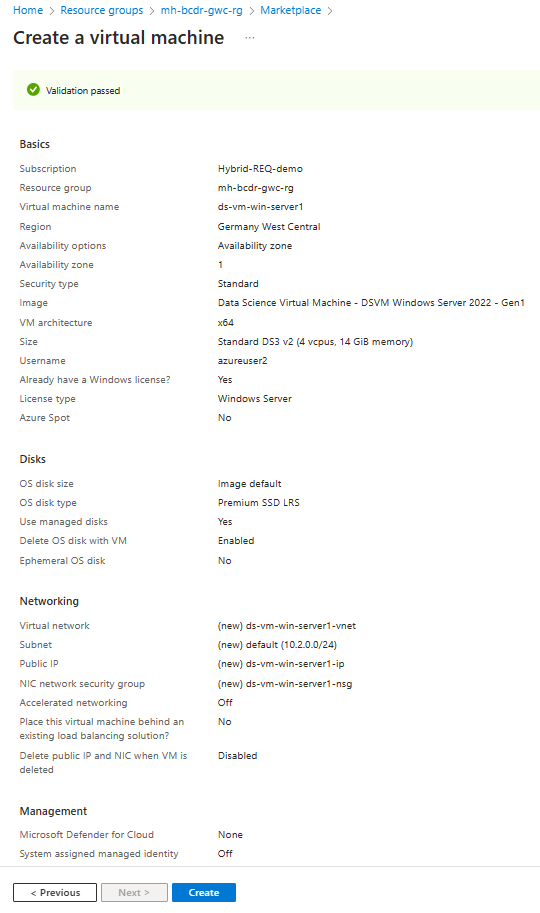 Home > Resource groups > mh-bcdr-gwc-rg > Marketplace >
Create a virtual machine ...
Validation passed
Basics
Subscription Hybrid-REQ-demo
Resource group mh-bcdr-gwc-rg
Virtual machine name ds-vm-win-server1
Region Germany West Central
Availability options Availability zone
Availability zone 1
Security type Standard
Image Data Science Virtual Machine - DSVM Windows Server 2022 - Gen1
VM architecture x64
Size Standard DS3 v2 (4 vcpus, 14 GiB memory)
Username azureuser2
Already have a Windows license? Yes
License type Windows Server
Azure Spot No
Disks
OS disk size Image default
OS disk type Premium SSD LRS
Use managed disks Yes
Delete OS disk with VM Enabled
Ephemeral OS disk No
Networking
Virtual network (new) ds-vm-win-server1-vnet
Subnet (new) default (10.2.0.0/24)
Public IP (new) ds-vm-win-server1-ip
NIC network security group (new) ds-vm-win-server1-nsg
Accelerated networking Off
Place this virtual machine behind an No
existing load balancing solution?
Delete public IP and NIC when VM is Disabled
deleted
Management
Microsoft Defender for Cloud None
System assigned managed identity Off
< Previous Next > Create